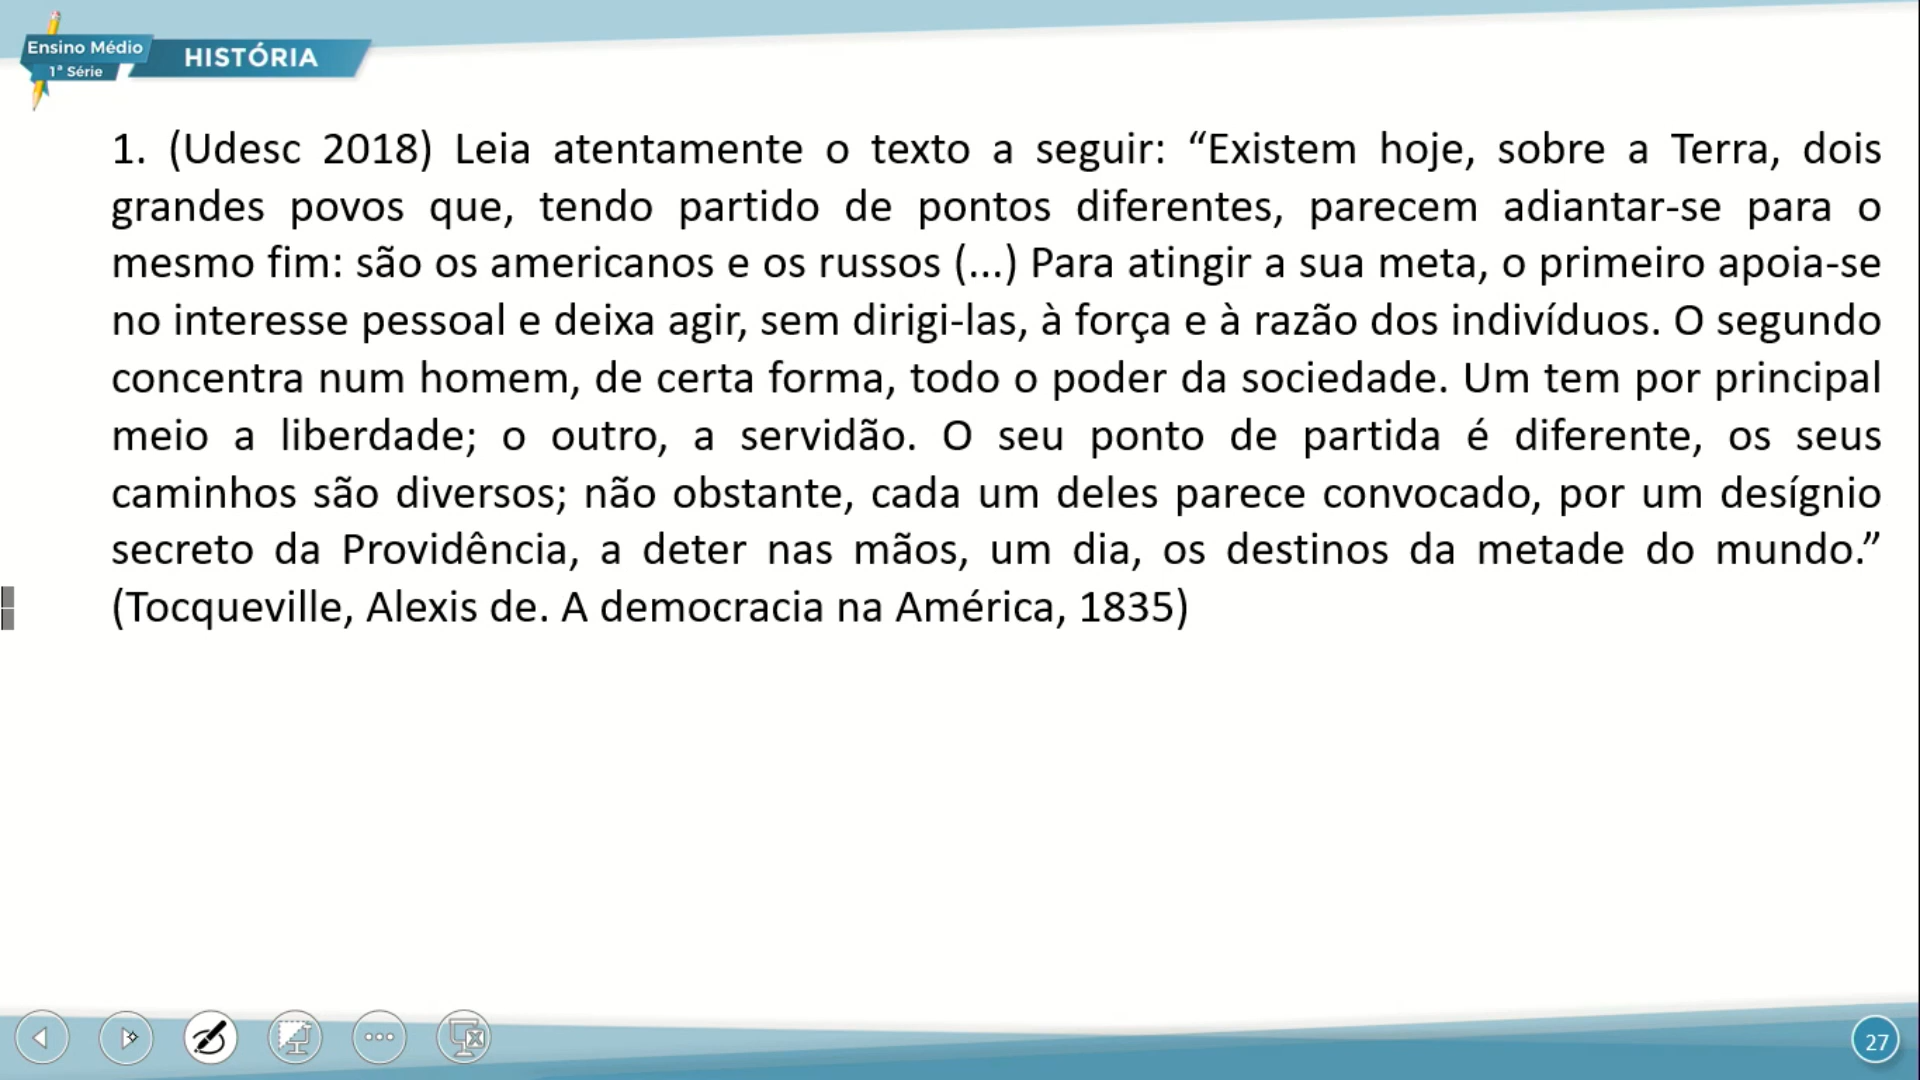 Ensino Médio
1ª Série
HISTÓRIA
1. (Udesc 2018) Leia atentamente o texto a seguir: “Existem hoje, sobre a Terra, dois
grandes povos que, tendo partido de pontos diferentes, parecem adiantar-se para o
mesmo fim: são os americanos e os russos (...) Para atingir a sua meta, o primeiro apoia-se
no interesse pessoal e deixa agir, sem dirigi-las, à força e à razão dos indivíduos. O segundo
concentra num homem, de certa forma, todo o poder da sociedade. Um tem por principal
meio a liberdade; o outro, a servidão. O seu ponto de partida é diferente, os seus
caminhos são diversos; não obstante, cada um deles parece convocado, por um desígnio
secreto da Providência, a deter nas mãos, um dia, os destinos da metade do mundo.”
(Tocqueville, Alexis de. A democracia na América, 1835)
27